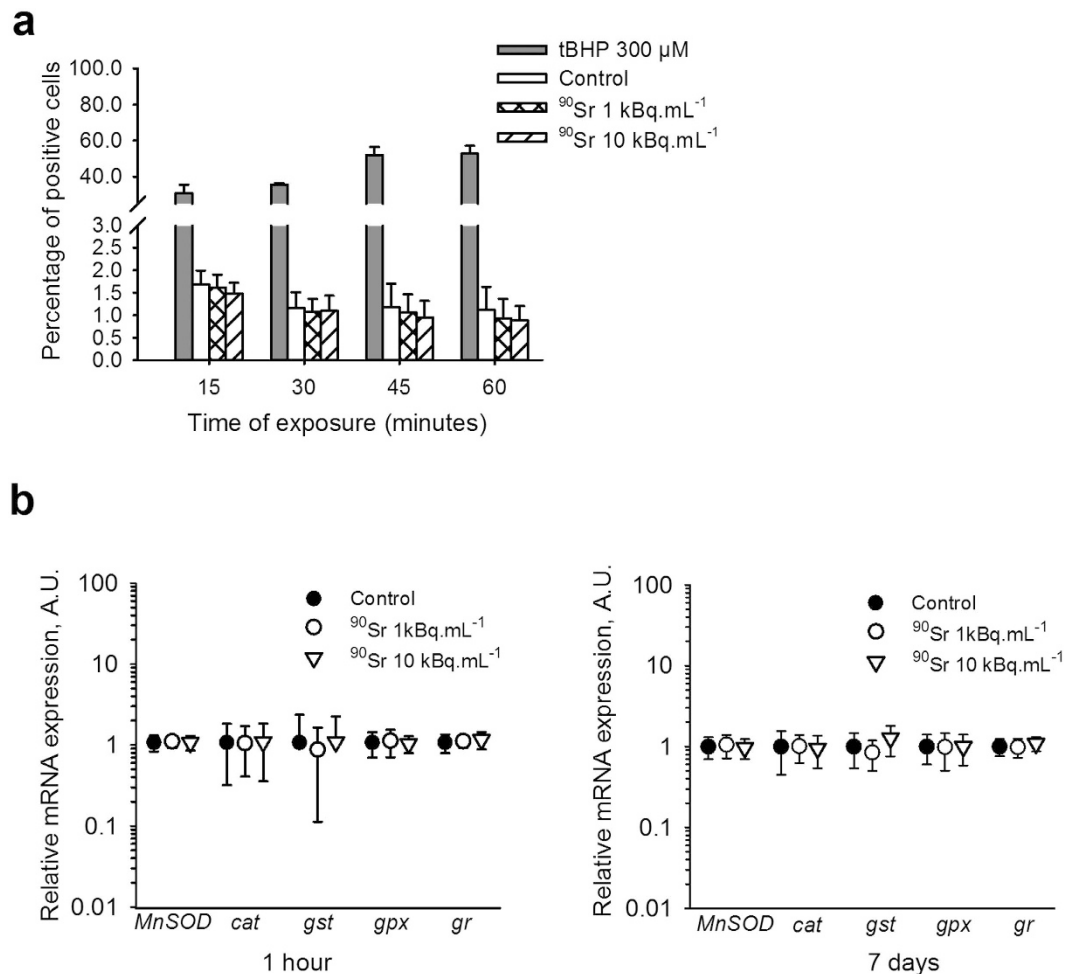 a
tBHP 300 µM
Control
⁹⁰Sr 1 kBq.mL⁻¹
⁹⁰Sr 10 kBq.mL⁻¹
Percentage of positive cells
100.0
80.0
60.0
40.0
3.0
2.5
2.0
1.5
1.0
0.5
0.0
15 30 45 60
Time of exposure (minutes)
b
Relative mRNA expression, A.U.
100
10
1
0.1
0.01
Control
⁹⁰Sr 1kBq.mL⁻¹
⁹⁰Sr 10 kBq.mL⁻¹
MnSOD cat gst gpx gr
1 hour
Relative mRNA expression, A.U.
100
10
1
0.1
0.01
Control
⁹⁰Sr 1kBq.mL⁻¹
⁹⁰Sr 10 kBq.mL⁻¹
MnSOD cat gst gpx gr
7 days